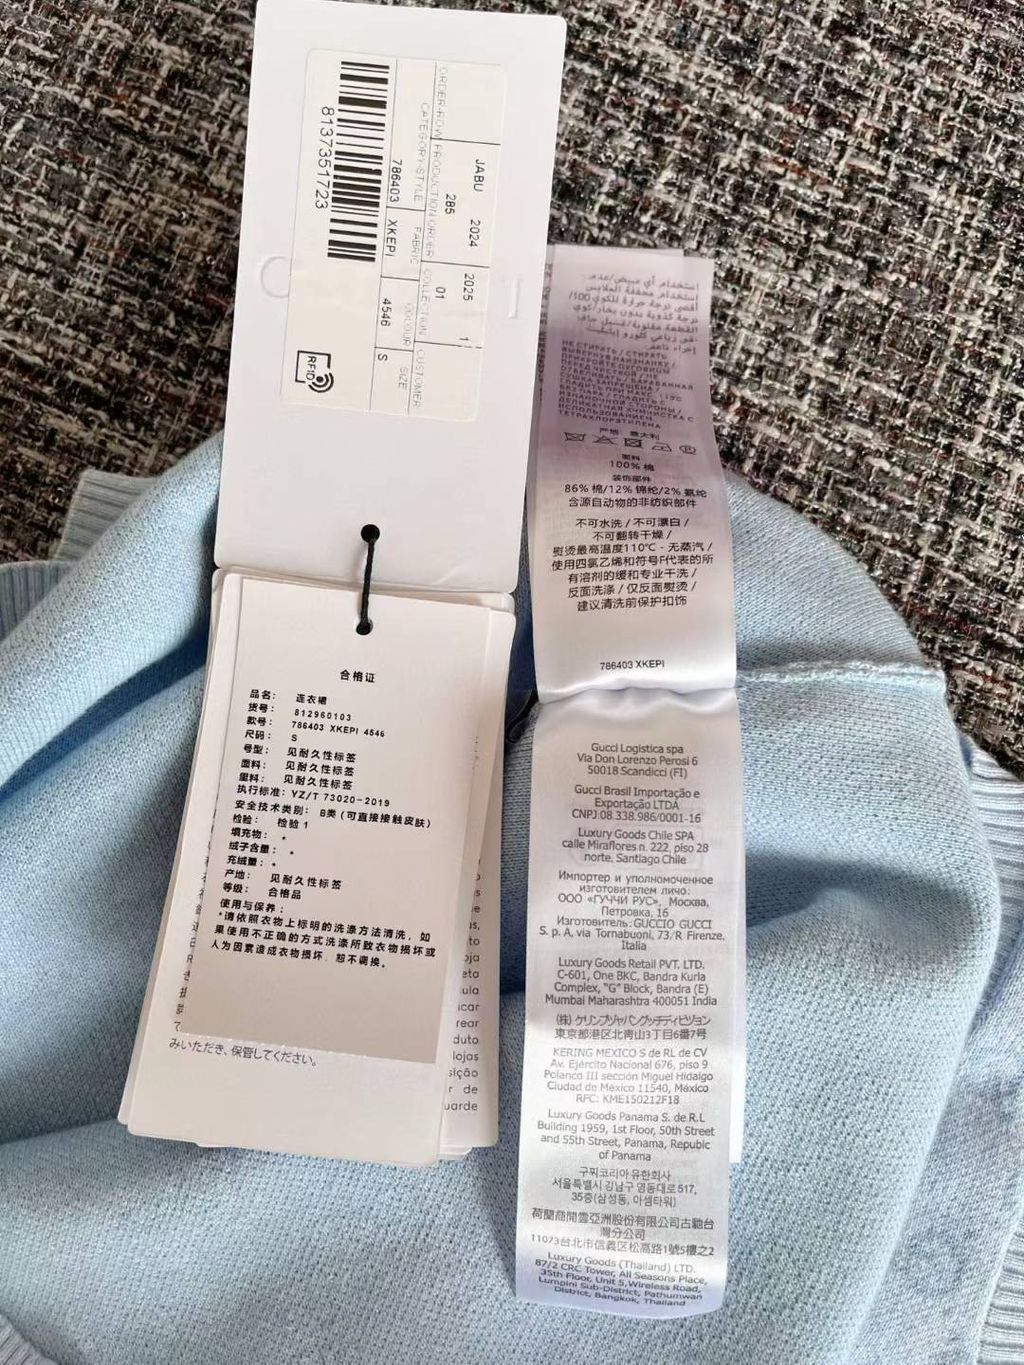 JABU 2024 2025 1
ORDER-ROW PRODUCTION ORDER COLLECTION CUSTOMER
285 01
CATEGORY-STYLE FABRIC COLOUR SIZE
786403 XKEPI 4546 S
8137351723
RFID
合格证
品名： 连衣裙
货号： 812960103
款号： 786403 XKEPI 4546
尺码： S
号型： 见耐久性标签
面料： 见耐久性标签
里料： 见耐久性标签
执行标准：YZ/T 73020-2019
安全技术类别： B类 (可直接接触皮肤)
检验： 检验 1
填充物： *
绒子含量： *
充绒量： *
产地： 见耐久性标签
等级： 合格品
使用与保养：
*请依照衣物上标明的洗涤方法清洗，如
果使用不正确的方式洗涤所致衣物损坏或
人为因素造成衣物损坏，恕不调换。
みいただき、保管してください。
НЕ СТИРАТЬ / СТИРАТЬ
ТЕТРАХЛОРЭТИЛЕНА
产地：意大利
面料
100% 棉
装饰部件
86% 棉/12% 锦纶/2% 氨纶
含源自动物的非纺织部件
不可水洗 / 不可漂白 /
不可翻转干燥 /
熨烫最高温度110°C - 无蒸汽 /
使用四氯乙烯和符号F代表的所
有溶剂的缓和专业干洗 /
反面洗涤 / 仅反面熨烫 /
建议清洗前保护扣饰
786403 XKEPI
Gucci Logistica spa
Via Don Lorenzo Perosi 6
50018 Scandicci (FI)
Gucci Brasil Importação e
Exportação LTDA
CNPJ:08.338.986/0001-16
Luxury Goods Chile SPA
calle Miraflores n. 222, piso 28
norte, Santiago Chile
Импортер и уполномоченное
изготовителем лицо:
ООО «ГУЧЧИ РУС», Москва,
Петровка, 16
Изготовитель: GUCCIO GUCCI
S. p. A, via Tornabuoni, 73/R Firenze,
Italia
Luxury Goods Retail PVT. LTD.
C-601, One BKC, Bandra Kurla
Complex, "G" Block, Bandra (E)
Mumbai Maharashtra 400051 India
(株) ケリングジャパングッチディビジョン
東京都港区北青山3丁目6番7号
KERING MEXICO S de RL de CV
Av. Ejército Nacional 676, piso 9
Polanco III sección Miguel Hidalgo
Ciudad de México 11540, México
RFC: KME150212F18
Luxury Goods Panama S. de R.L
Building 1959, 1st Floor, 50th Street
and 55th Street, Panama, Republic
of Panama
구찌코리아 유한회사
서울특별시 강남구 영동대로 517,
35층(삼성동, 아셈타워)
荷蘭商開雲亞洲股份有限公司古馳台
灣分公司
11073台北市信義区松高路1號5樓之2
Luxury Goods (Thailand) LTD.
87/2 CRC Tower, All Seasons Place,
35th Floor, Unit 5,Wireless Road,
Lumpini Sub-District, Pathumwan
District, Bangkok, Thailand